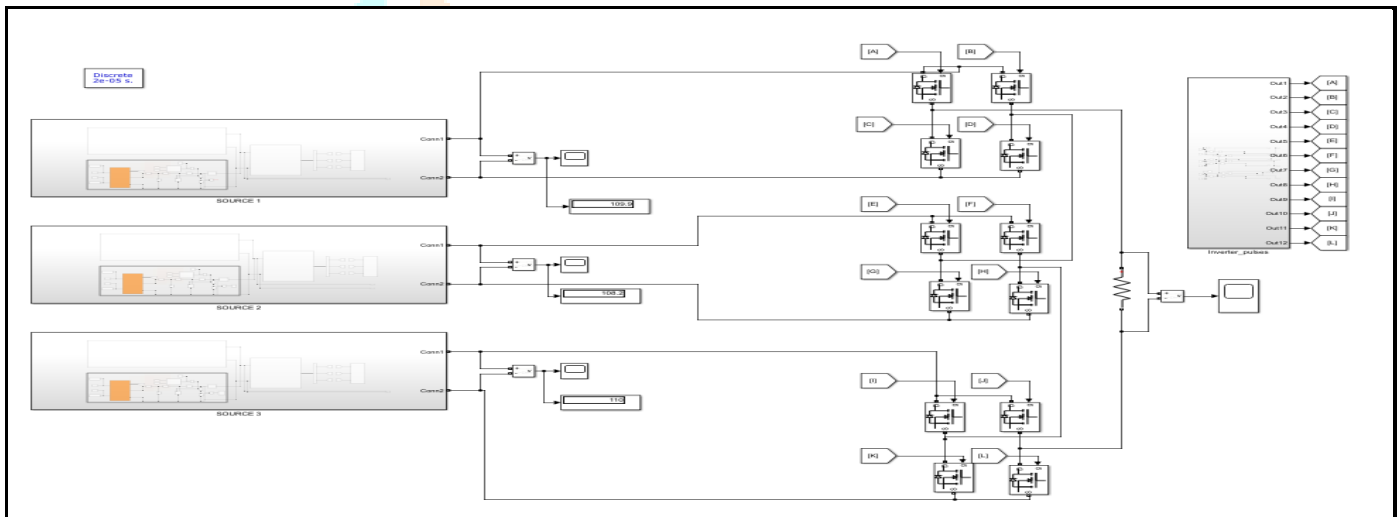 Discrete
2e-05 s.
Conn1
Conn2
SOURCE 1
109.9
Conn1
Conn2
SOURCE 2
108.2
Conn1
Conn2
SOURCE 3
110
[A]
[B]
[C]
[D]
[E]
[F]
[G]
[H]
[I]
[J]
[K]
[L]
Out1
[A]
Out2
[B]
Out3
[C]
Out4
[D]
Out5
[E]
Out6
[F]
Out7
[G]
Out8
[H]
Out9
[I]
Out10
[J]
Out11
[K]
Out12
[L]
Inverter_pulses